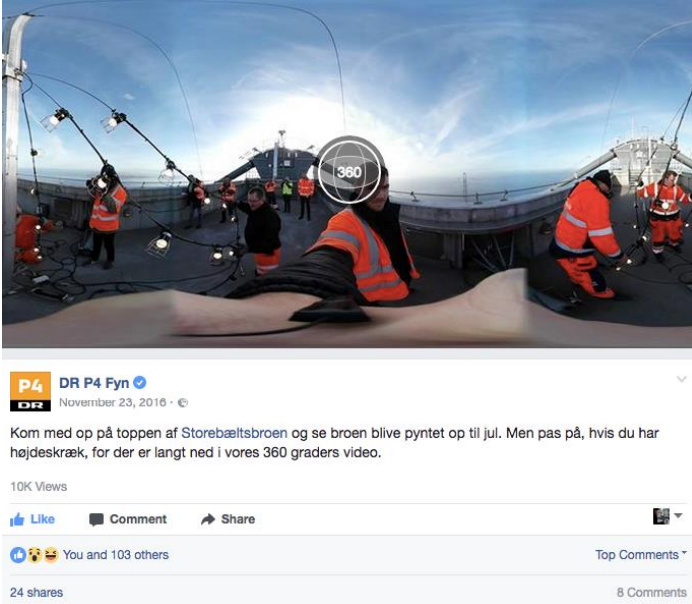 360
P4
DR
DR P4 Fyn
November 23, 2016 ·
Kom med op på toppen af Storebæltsbroen og se broen blive pyntet op til jul. Men pas på, hvis du har
højdeskræk, for der er langt ned i vores 360 graders video.
10K Views
Like Comment Share
You and 103 others Top Comments
24 shares 8 Comments